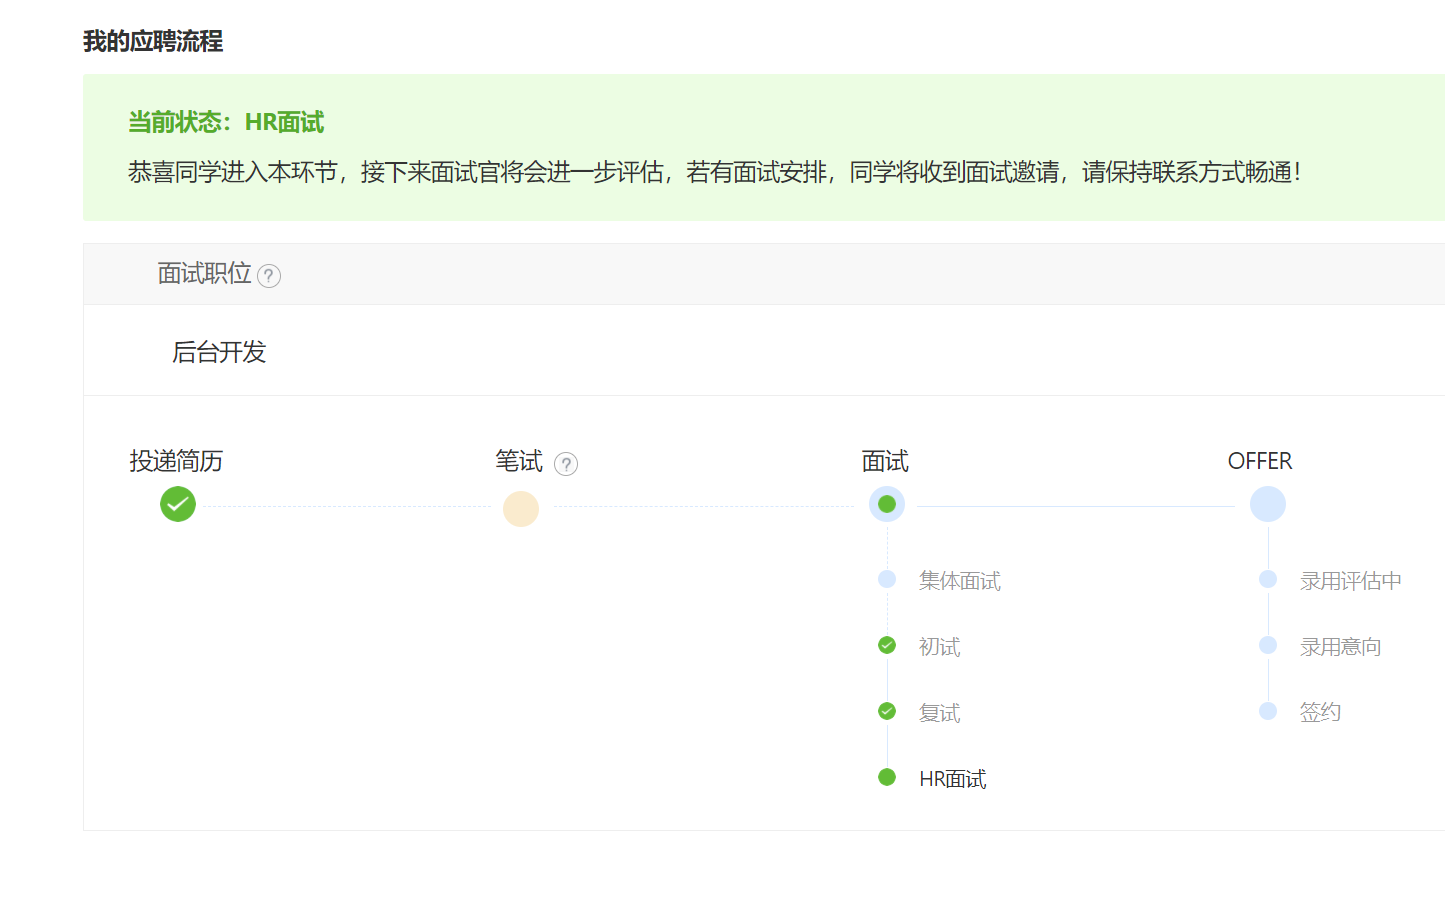 我的应聘流程
当前状态：HR面试
恭喜同学进入本环节，接下来面试官将会进一步评估，若有面试安排，同学将收到面试邀请，请保持联系方式畅通！
面试职位 ?
后台开发
投递简历 笔试 ? 面试 OFFER
集体面试 录用评估中
初试 录用意向
复试 签约
HR面试